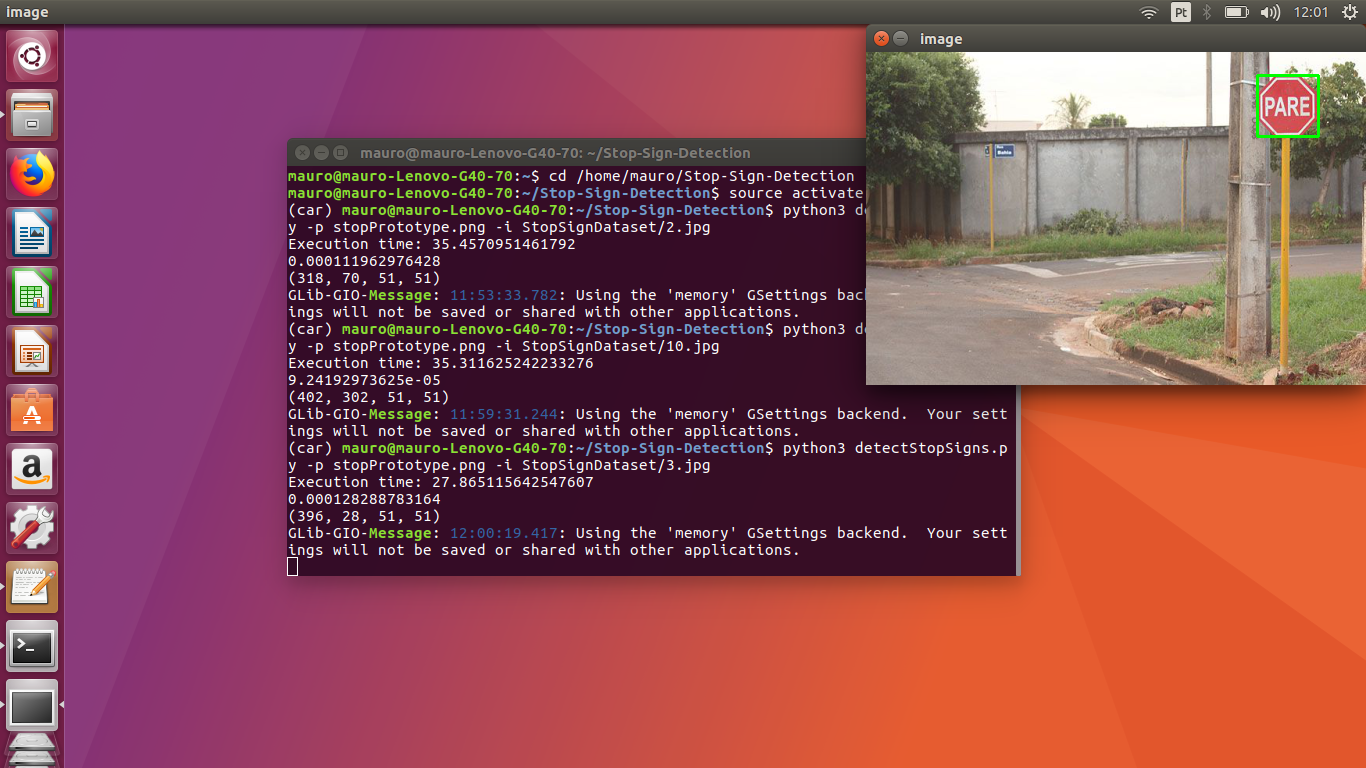 image
Pt
12:01
image
PARE
Rua
Bahia
mauro@mauro-Lenovo-G40-70: ~/Stop-Sign-Detection
mauro@mauro-Lenovo-G40-70:~$ cd /home/mauro/Stop-Sign-Detection
mauro@mauro-Lenovo-G40-70:~/Stop-Sign-Detection$ source activate
(car) mauro@mauro-Lenovo-G40-70:~/Stop-Sign-Detection$ python3 de
y -p stopPrototype.png -i StopSignDataset/2.jpg
Execution time: 35.4570951461792
0.000111962976428
(318, 70, 51, 51)
GLib-GIO-Message: 11:53:33.782: Using the 'memory' GSettings back
ings will not be saved or shared with other applications.
(car) mauro@mauro-Lenovo-G40-70:~/Stop-Sign-Detection$ python3 de
y -p stopPrototype.png -i StopSignDataset/10.jpg
Execution time: 35.311625242233276
9.24192973625e-05
(402, 302, 51, 51)
GLib-GIO-Message: 11:59:31.244: Using the 'memory' GSettings backend.  Your sett
ings will not be saved or shared with other applications.
(car) mauro@mauro-Lenovo-G40-70:~/Stop-Sign-Detection$ python3 detectStopSigns.p
y -p stopPrototype.png -i StopSignDataset/3.jpg
Execution time: 27.865115642547607
0.000128288783164
(396, 28, 51, 51)
GLib-GIO-Message: 12:00:19.417: Using the 'memory' GSettings backend.  Your sett
ings will not be saved or shared with other applications.